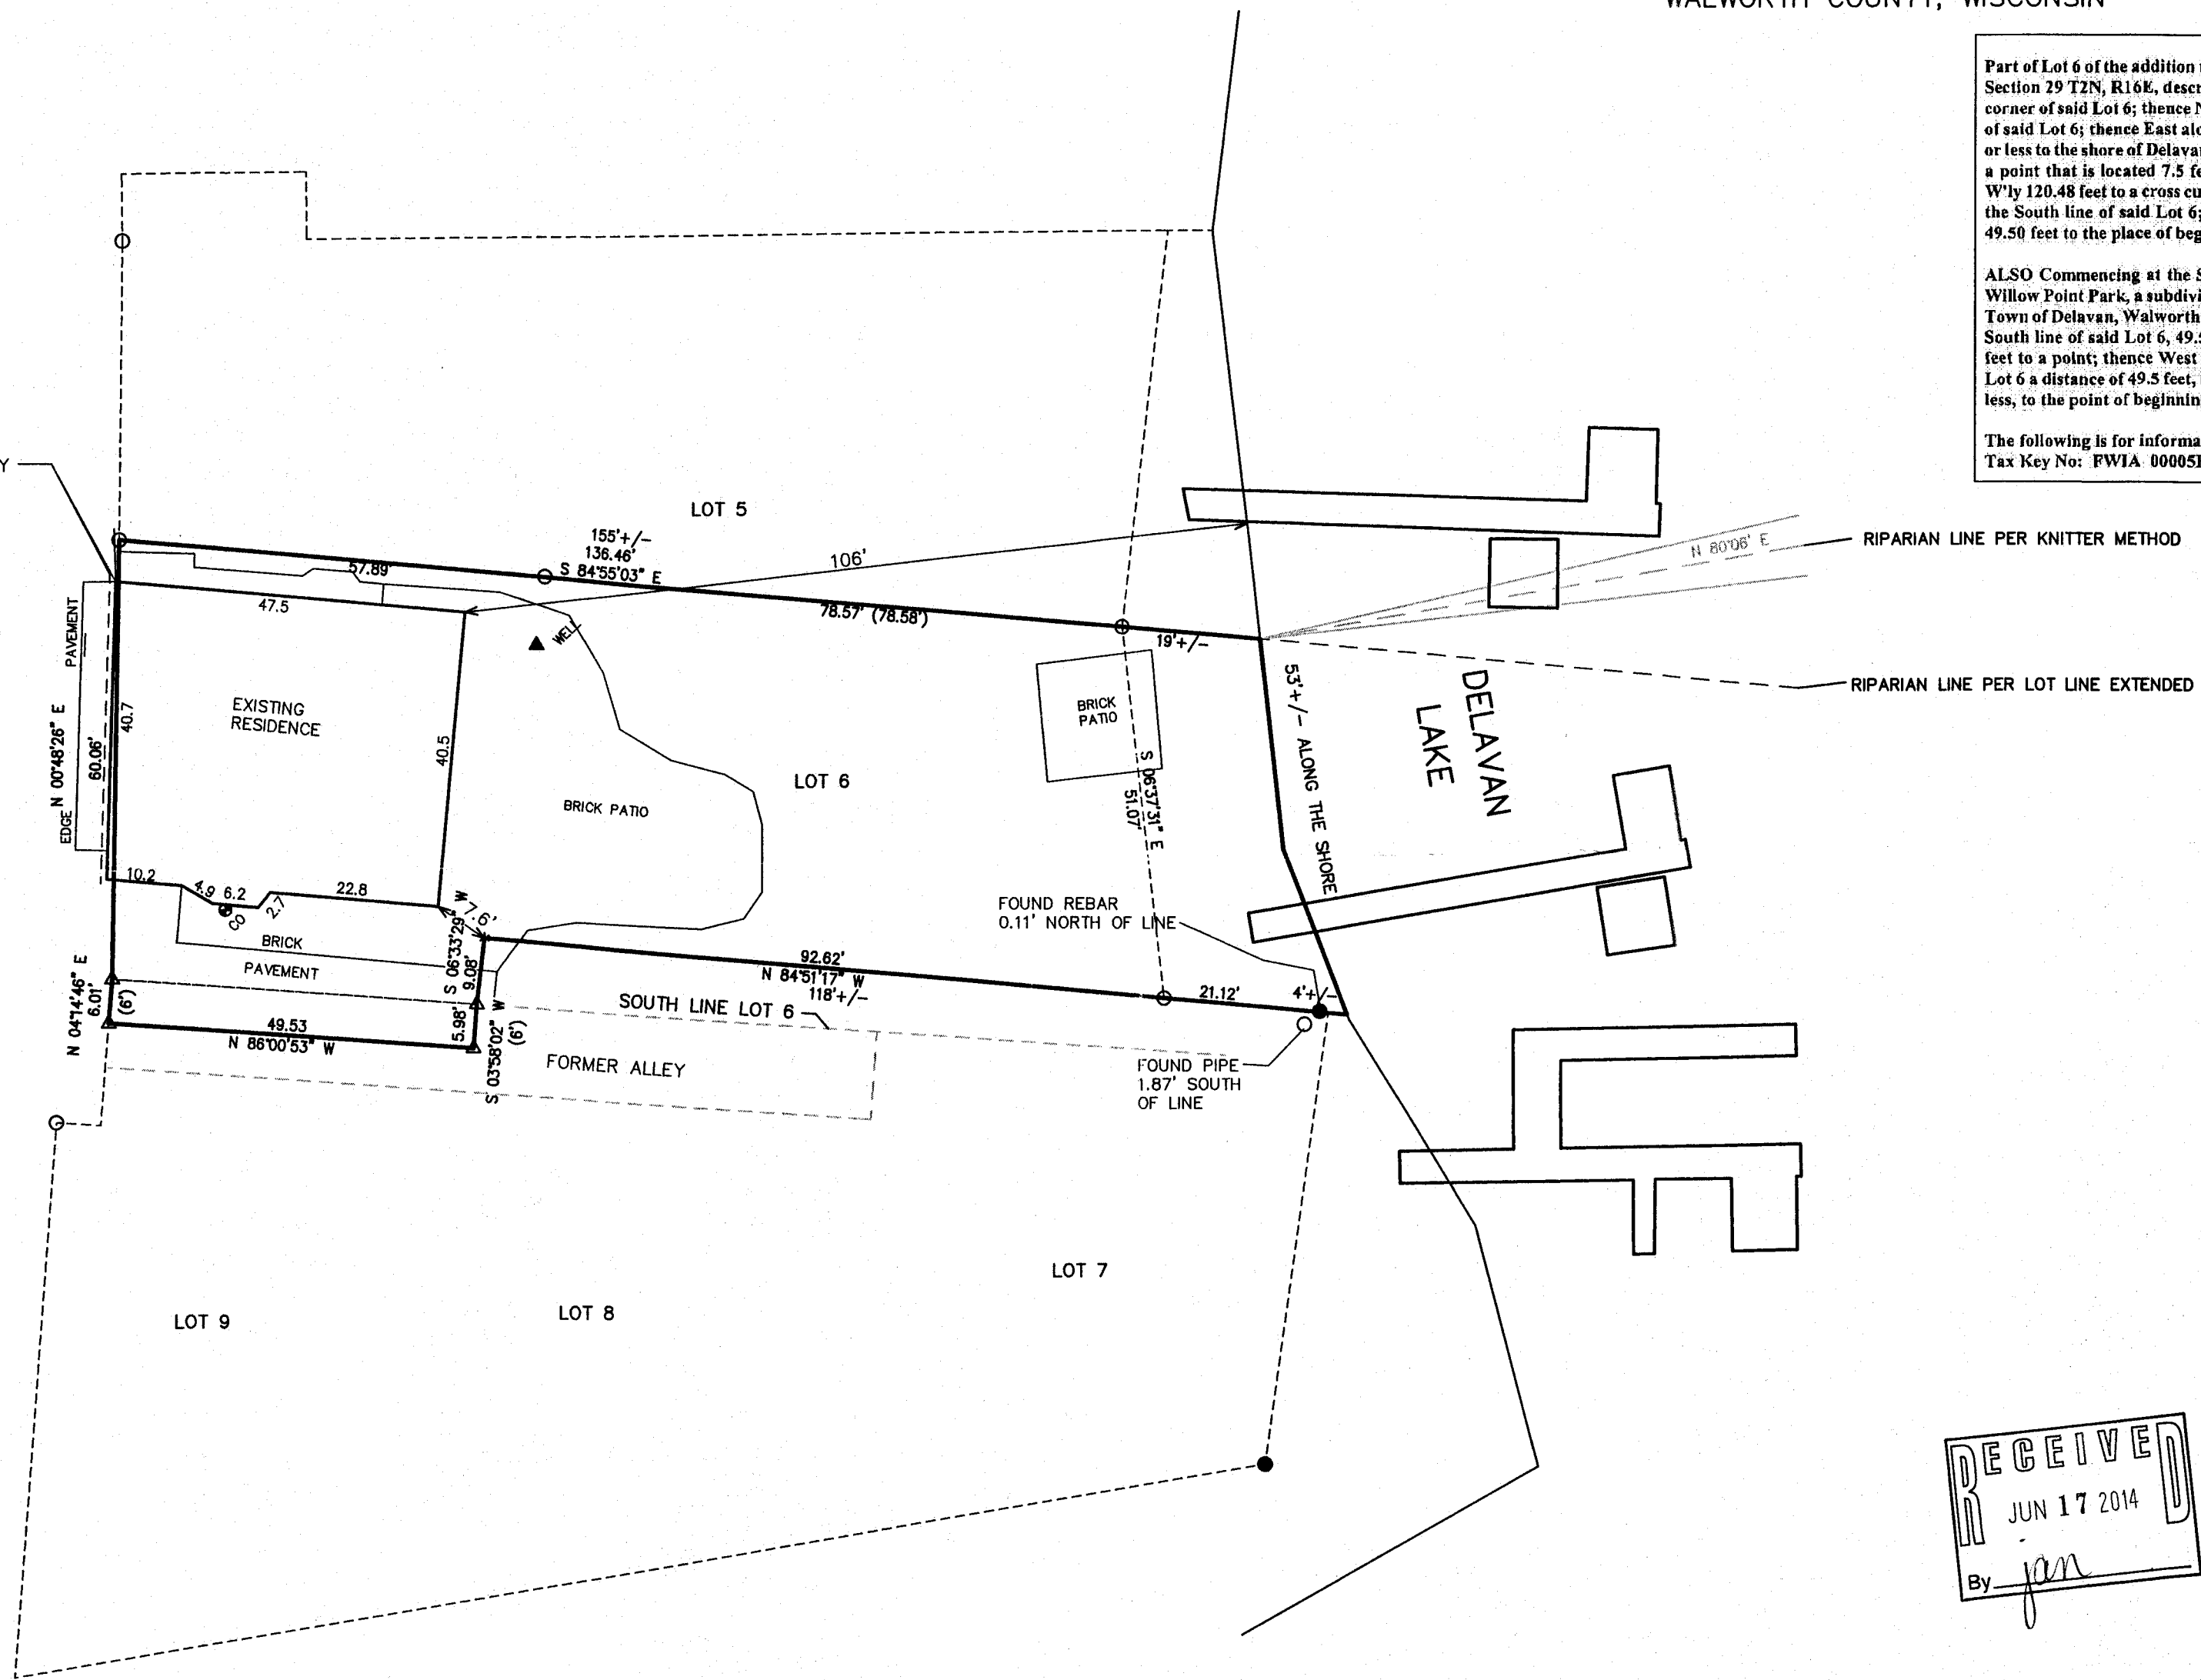 WALWORTH COUNTY, WISCONSIN
Part of Lot 6 of the addition
Section 29 T2N, R16E, descr
corner of said Lot 6; thence N
of said Lot 6; thence East alo
or less to the shore of Delava
a point that is located 7.5 fe
W'ly 120.48 feet to a cross cu
the South line of said Lot 6;
49.50 feet to the place of beg
ALSO Commencing at the S
Willow Point Park, a subdivi
Town of Delavan, Walworth
South line of said Lot 6, 49.5
feet to a point; thence West
Lot 6 a distance of 49.5 feet,
less, to the point of beginnin
The following is for informa
Tax Key No: FWIA 00005
Y
LOT 5
155'+/-
136.46'
S 84°55'03" E
57.89
106'
47.5
78.57' (78.58')
19'+/-
WELL
N 80°06' E
RIPARIAN LINE PER KNITTER METHOD
RIPARIAN LINE PER LOT LINE EXTENDED
PAVEMENT
EDGE
N 00°48'26" E
60.06'
40.7
EXISTING
RESIDENCE
40.5
BRICK PATIO
LOT 6
BRICK
PATIO
S 06°37'31" E
51.07'
53'+/- ALONG THE SHORE
DELAVAN
LAKE
10.2
4.9
6.2
2.7
22.8
CO
7.6'
BRICK
PAVEMENT
S 06°33'29" W
9.08'
FOUND REBAR
0.11' NORTH OF LINE
92.62'
N 84°51'17" W
118'+/-
21.12'
4'+/-
N 04°14'46" E
6.01'
(6')
49.53
N 86°00'53" W
5.98'
S 03°58'02" W
(6')
SOUTH LINE LOT 6
FORMER ALLEY
FOUND PIPE
1.87' SOUTH
OF LINE
LOT 7
LOT 8
LOT 9
RECEIVED
JUN 17 2014
By jan